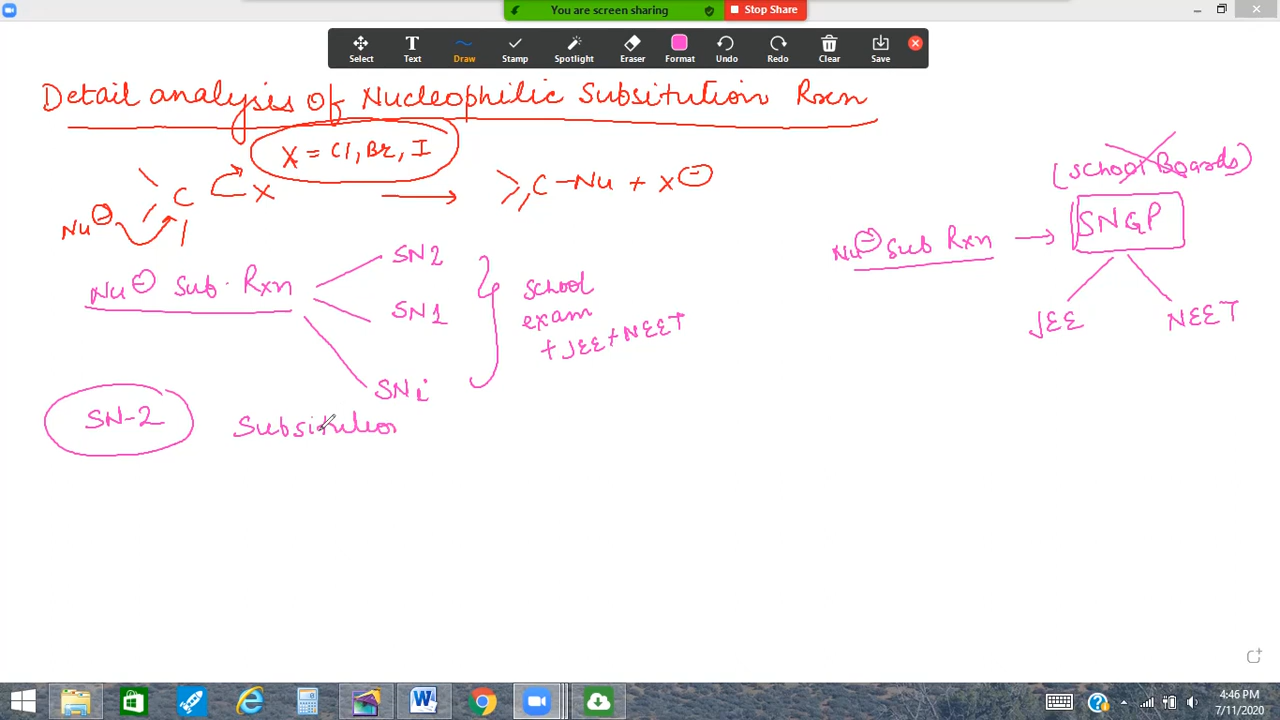 You are screen sharing Stop Share
Select Text Draw Stamp Spotlight Eraser Format Undo Redo Clear Save
Detail analysis of Nucleophilic Subsitution Rxn
X = Cl, Br, I
Nu⊖ C X → C-Nu + X⊖
(School Boards)
Nu⊖ Sub Rxn → SNGP
JEE NEET
Nu⊖ Sub. Rxn
SN2
SN1
SNi
school
exam
+ JEE + NEET
SN-2 Subsitution
4:46 PM
7/11/2020